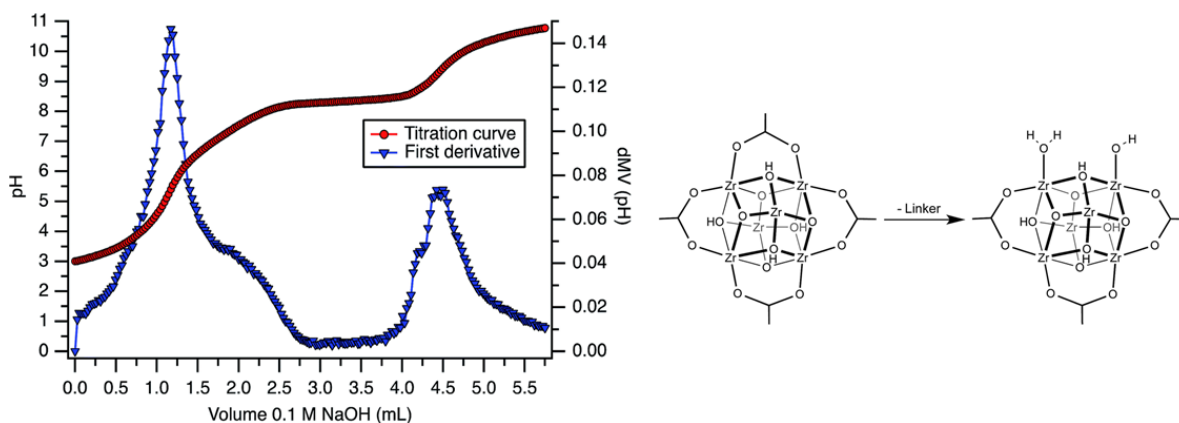 11
10
9
8
7
6
5
4
3
2
1
0
pH
0.14
0.12
0.10
0.08
0.06
0.04
0.02
0.00
dMV (pH)
Titration curve
First derivative
0.0 0.5 1.0 1.5 2.0 2.5 3.0 3.5 4.0 4.5 5.0 5.5
Volume 0.1 M NaOH (mL)
O O
H
O
Zr O Zr
O O
O Zr O
HO Zr OH
O O
Zr O Zr
H
O O
- Linker
H H H H
O O
H
O
Zr O Zr
O O
O Zr O
HO Zr OH
O O
Zr O Zr
H
O O